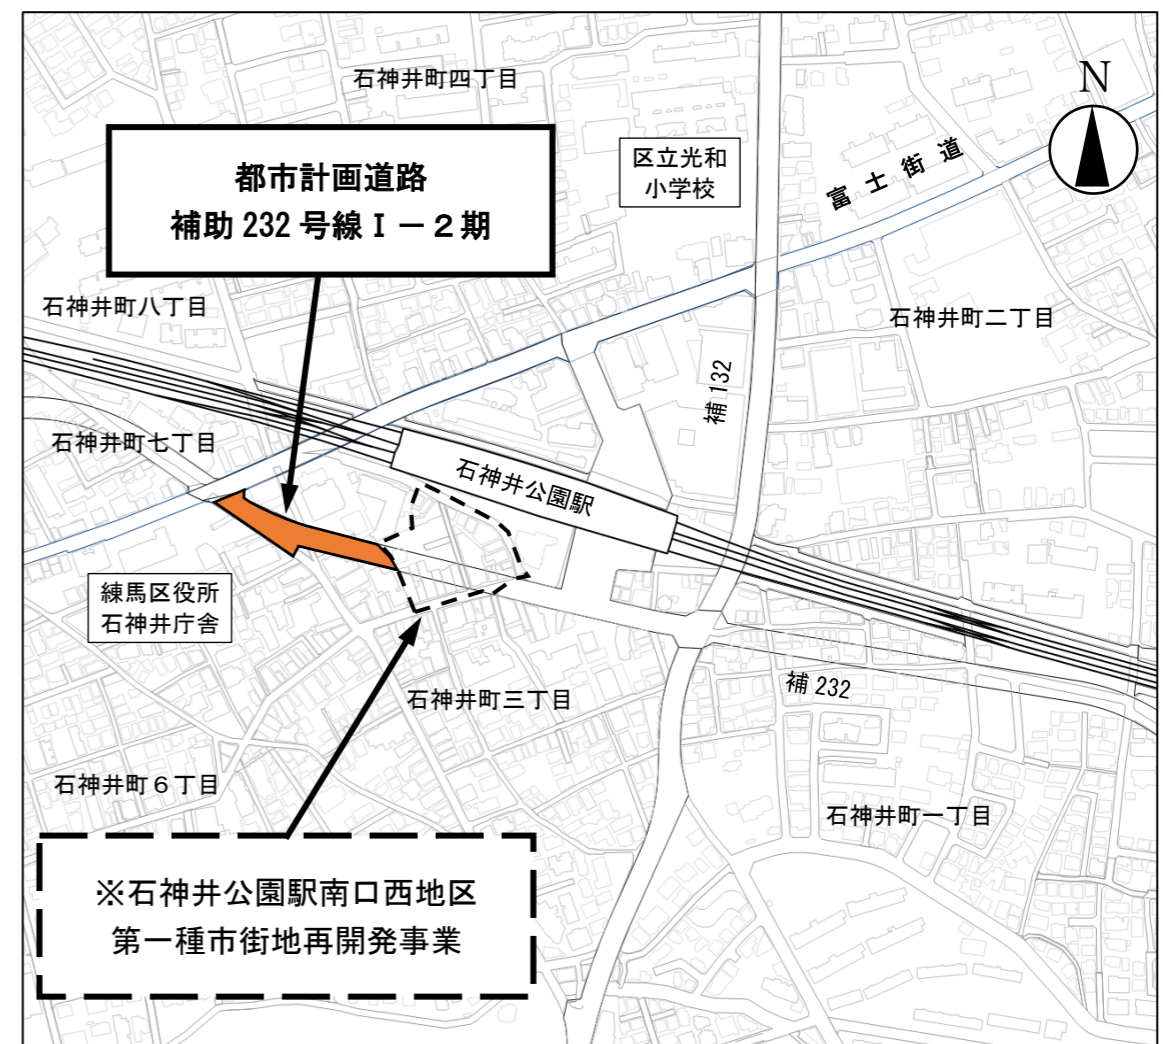 石神井町四丁目
N
都市計画道路
補助 232 号線Ⅰ－２期
区立光和
小学校
富士街道
石神井町八丁目
石神井町二丁目
補 132
石神井町七丁目
石神井公園駅
練馬区役所
石神井庁舎
補 232
石神井町三丁目
石神井町６丁目
石神井町一丁目
※石神井公園駅南口西地区
第一種市街地再開発事業